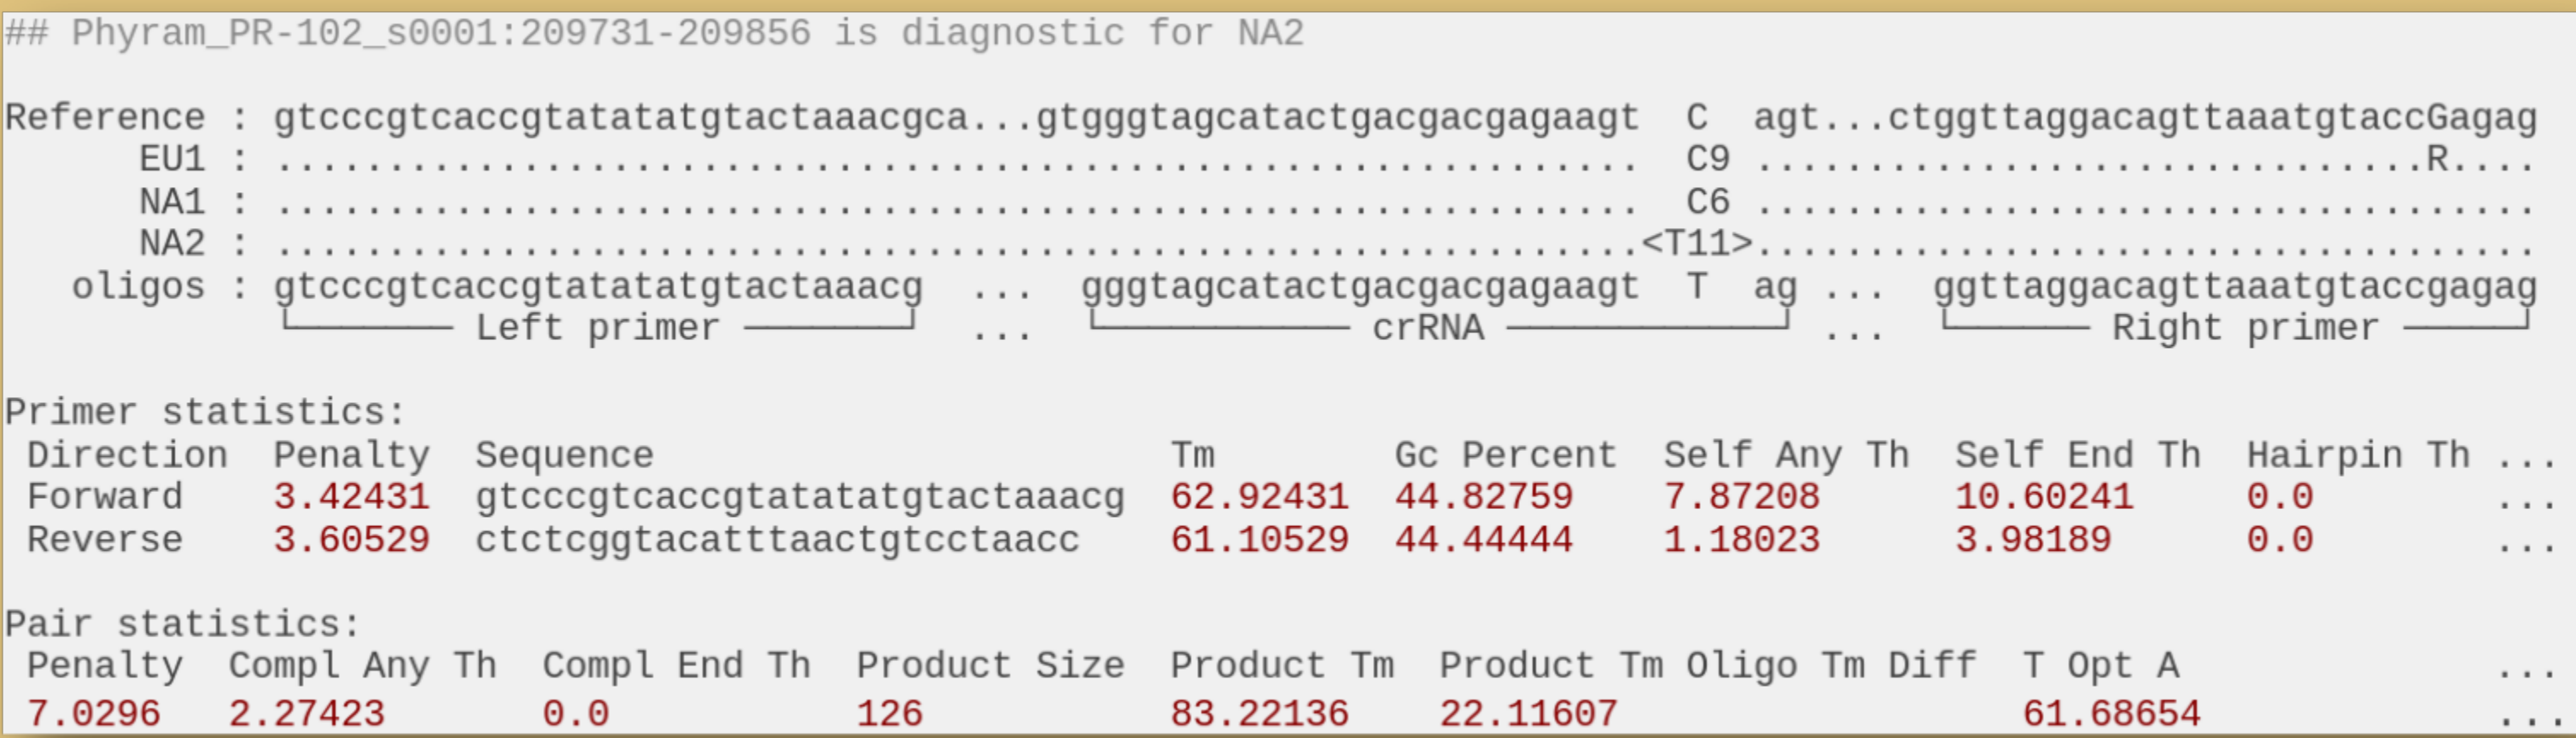 ## Phyram_PR-102_s0001:209731-209856 is diagnostic for NA2
Reference : gtcccgtcaccgtatatatgtactaaacgca...gtgggtagcatactgacgacgagaagt  C  agt...ctggttaggacagttaaatgtaccGagag
EU1 : .............................................................  C9 ..............................R....
NA1 : .............................................................  C6 ...................................
NA2 : .............................................................<T11>...................................
oligos : gtcccgtcaccgtatatatgtactaaacg  ...  gggtagcatactgacgacgagaagt  T  ag ...  ggttaggacagttaaatgtaccgagag
└─────── Left primer ───────┘  ...  └─────────── crRNA ────────────┘ ...  └────── Right primer ─────┘
Primer statistics:
Direction  Penalty  Sequence  Tm  Gc Percent  Self Any Th  Self End Th  Hairpin Th ...
Forward  3.42431  gtcccgtcaccgtatatatgtactaaacg  62.92431  44.82759  7.87208  10.60241  0.0  ...
Reverse  3.60529  ctctcggtacatttaactgtcctaacc  61.10529  44.44444  1.18023  3.98189  0.0  ...
Pair statistics:
Penalty  Compl Any Th  Compl End Th  Product Size  Product Tm  Product Tm Oligo Tm Diff  T Opt A  ...
7.0296  2.27423  0.0  126  83.22136  22.11607  61.68654  ...